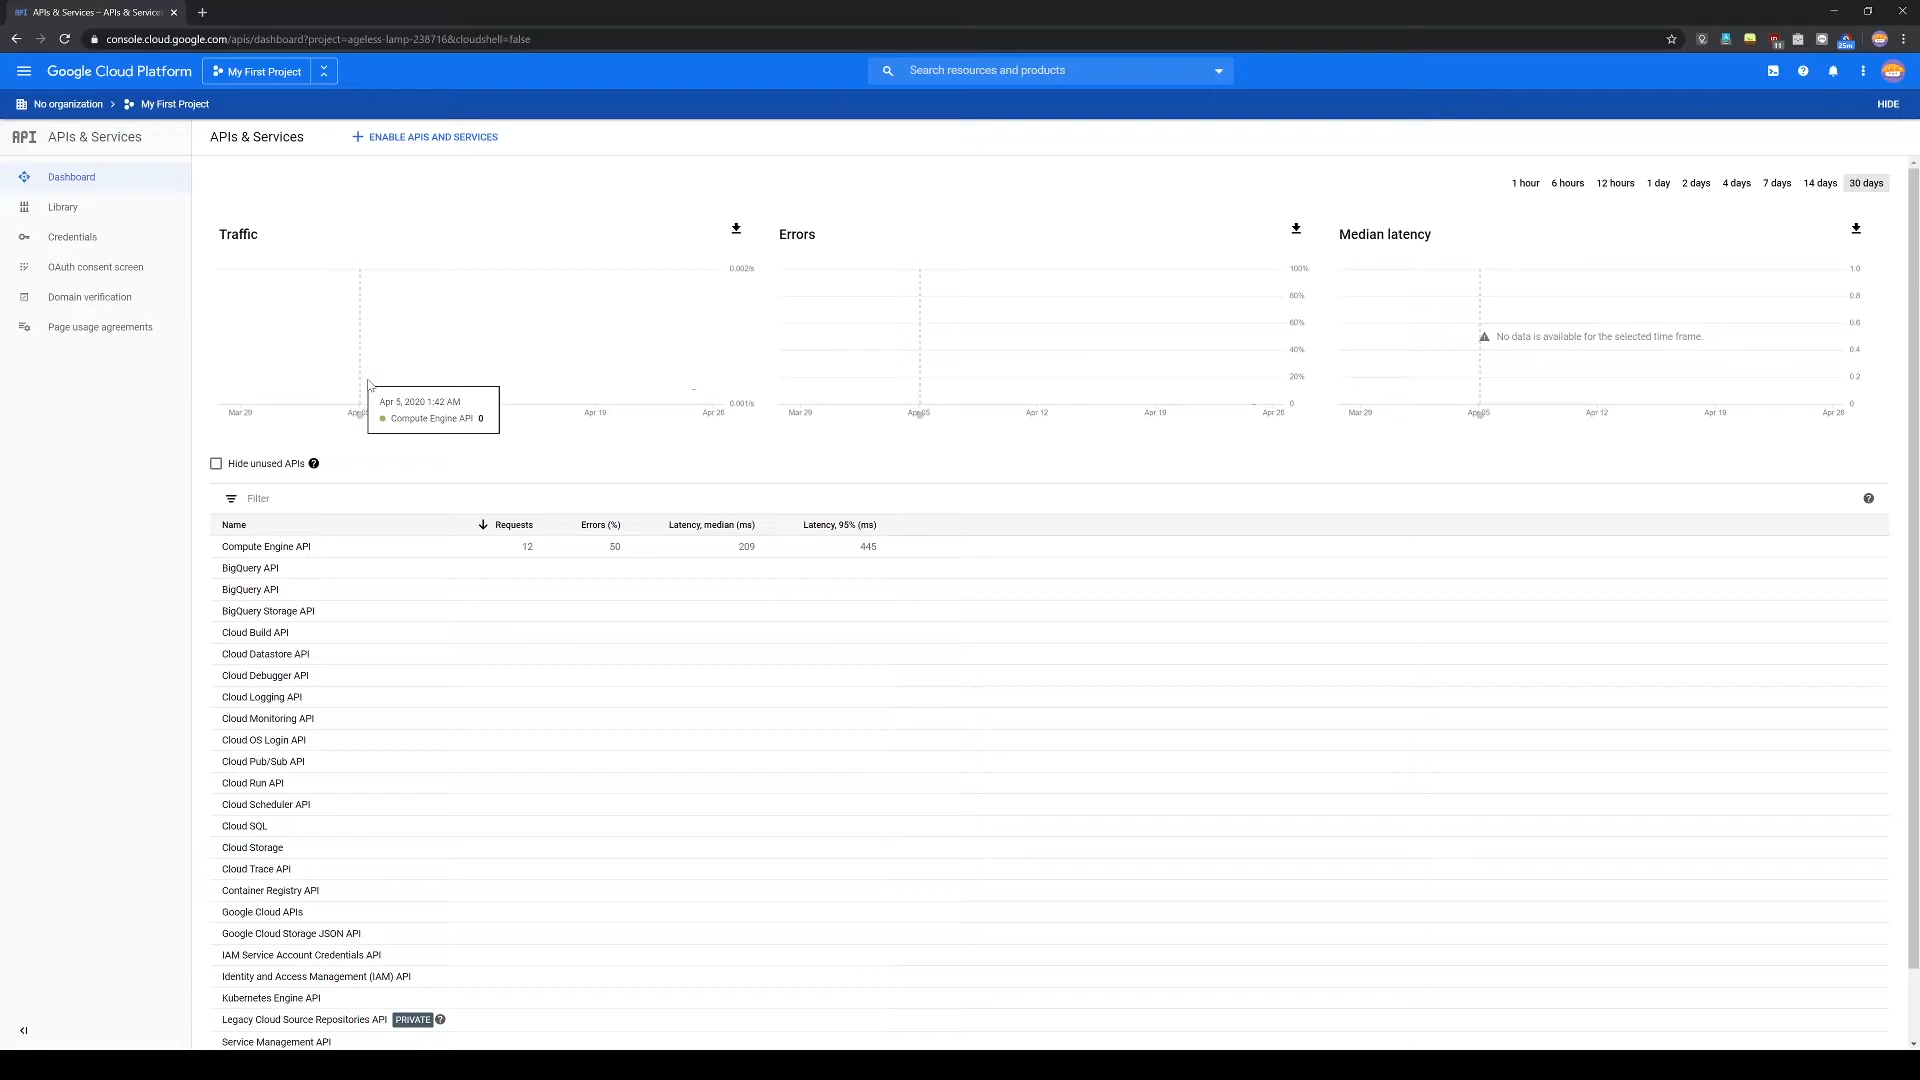 API APIs & Services – APIs & Service
console.cloud.google.com/apis/dashboard?project=ageless-lamp-238716&cloudshell=false
11
25m
Google Cloud Platform
My First Project
Search resources and products
No organization
My First Project
HIDE
API APIs & Services
APIs & Services
ENABLE APIS AND SERVICES
Dashboard
Library
Credentials
OAuth consent screen
Domain verification
Page usage agreements
1 hour 6 hours 12 hours 1 day 2 days 4 days 7 days 14 days 30 days
Traffic
0.002/s
0.001/s
Mar 29 Apr 05 Apr 19 Apr 26
Apr 5, 2020 1:42 AM
Compute Engine API 0
Errors
100%
80%
60%
40%
20%
0
Mar 29 Apr 05 Apr 12 Apr 19 Apr 26
Median latency
1.0
0.8
0.6
0.4
0.2
0
No data is available for the selected time frame.
Mar 29 Apr 05 Apr 12 Apr 19 Apr 26
Hide unused APIs
Filter
Name Requests Errors (%) Latency, median (ms) Latency, 95% (ms)
Compute Engine API 12 50 209 445
BigQuery API
BigQuery API
BigQuery Storage API
Cloud Build API
Cloud Datastore API
Cloud Debugger API
Cloud Logging API
Cloud Monitoring API
Cloud OS Login API
Cloud Pub/Sub API
Cloud Run API
Cloud Scheduler API
Cloud SQL
Cloud Storage
Cloud Trace API
Container Registry API
Google Cloud APIs
Google Cloud Storage JSON API
IAM Service Account Credentials API
Identity and Access Management (IAM) API
Kubernetes Engine API
Legacy Cloud Source Repositories API PRIVATE
Service Management API